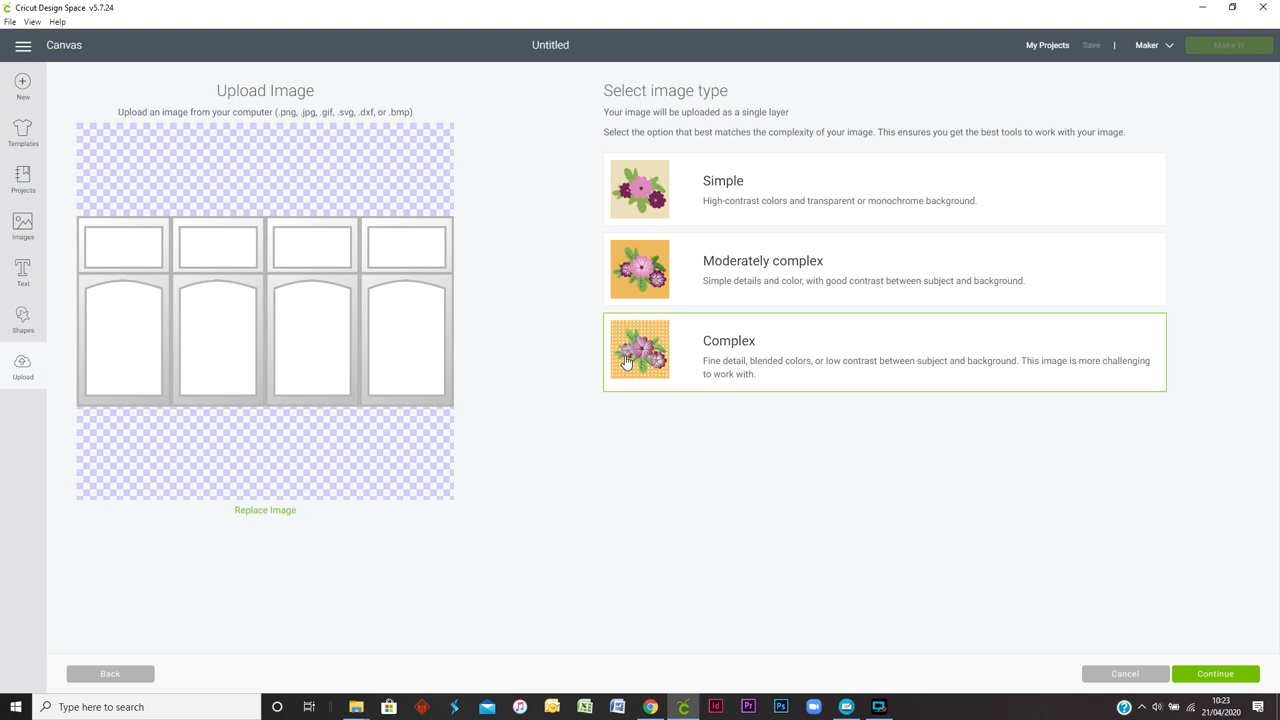 Cricut Design Space v5.7.24
File View Help
Canvas
Untitled
My Projects Save | Maker Make It
New
Templates
Projects
Images
Text
Shapes
Upload
Upload Image
Upload an image from your computer (.png, .jpg, .gif, .svg, .dxf, or .bmp)
Replace Image
Select image type
Your image will be uploaded as a single layer
Select the option that best matches the complexity of your image. This ensures you get the best tools to work with your image.
Simple
High-contrast colors and transparent or monochrome background.
Moderately complex
Simple details and color, with good contrast between subject and background.
Complex
Fine detail, blended colors, or low contrast between subject and background. This image is more challenging
to work with.
Back
Cancel
Continue
Type here to search
Id
Pr
Ps
10:23
21/04/2020